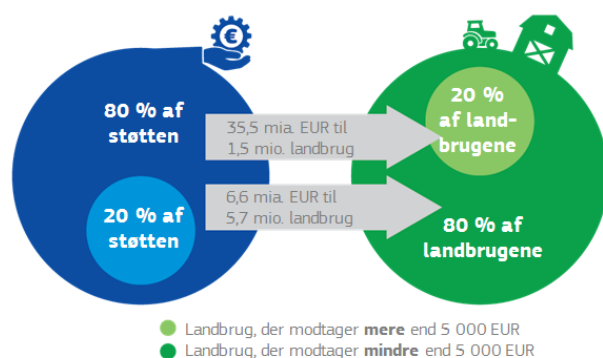 80 % af
støtten
35,5 mia. EUR til
1,5 mio. landbrug
20 %
af land-
brugene
20 % af
støtten
6,6 mia. EUR til
5,7 mio. landbrug
80 % af
landbrugene
Landbrug, der modtager mere end 5 000 EUR
Landbrug, der modtager mindre end 5 000 EUR